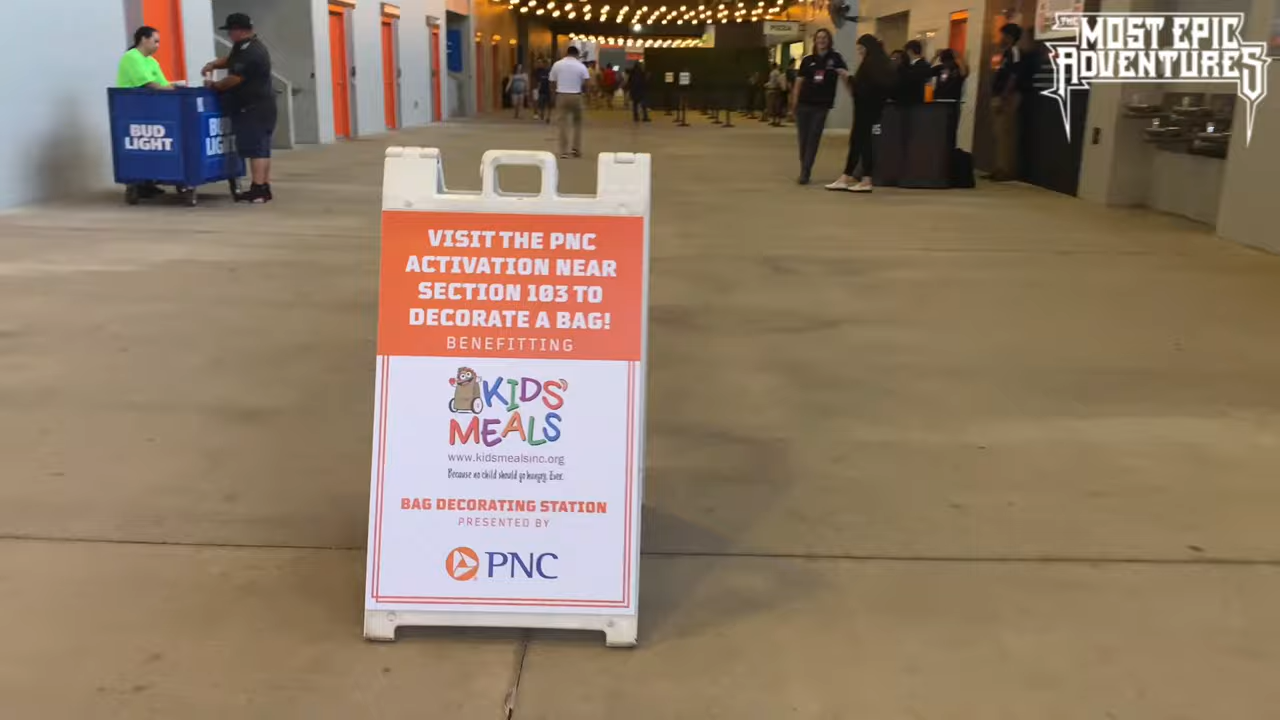 THE
MOST EPIC
ADVENTURES
BUD
LIGHT
BUD
LIGHT
VISIT THE PNC
ACTIVATION NEAR
SECTION 103 TO
DECORATE A BAG!
BENEFITTING
KIDS'
MEALS
www.kidsmealsinc.org
Because no child should go hungry. Ever.
BAG DECORATING STATION
PRESENTED BY
PNC